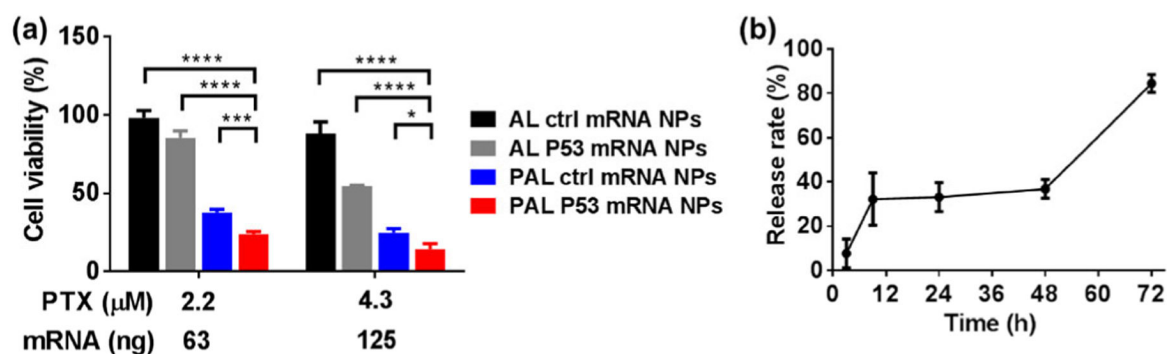 (a)
Cell viability (%)
150
100
50
0
****
****
***
****
****
*
PTX (μM) 2.2 4.3
mRNA (ng) 63 125
AL ctrl mRNA NPs
AL P53 mRNA NPs
PAL ctrl mRNA NPs
PAL P53 mRNA NPs
(b)
Release rate (%)
100
80
60
40
20
0
0 12 24 36 48 60 72
Time (h)